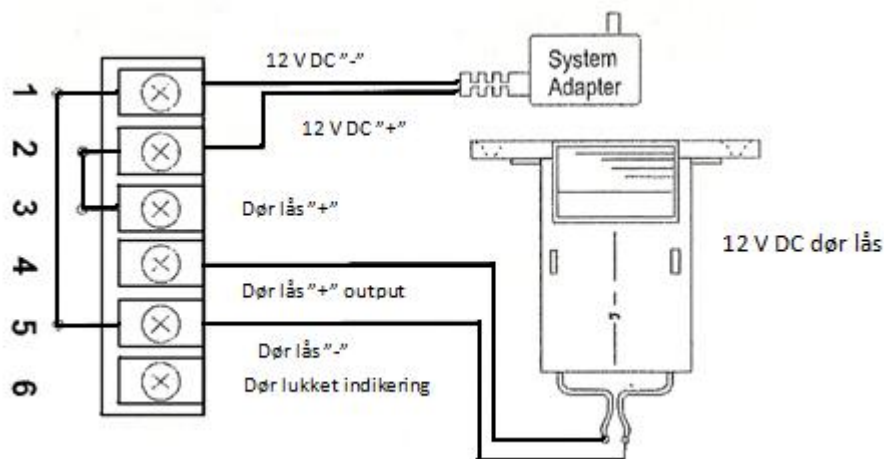 12 V DC "-"
System
Adapter
1
12 V DC "+"
2
3
Dør lås "+"
12 V DC dør lås
4
Dør lås "+" output
5
Dør lås "-"
6
Dør lukket indikering